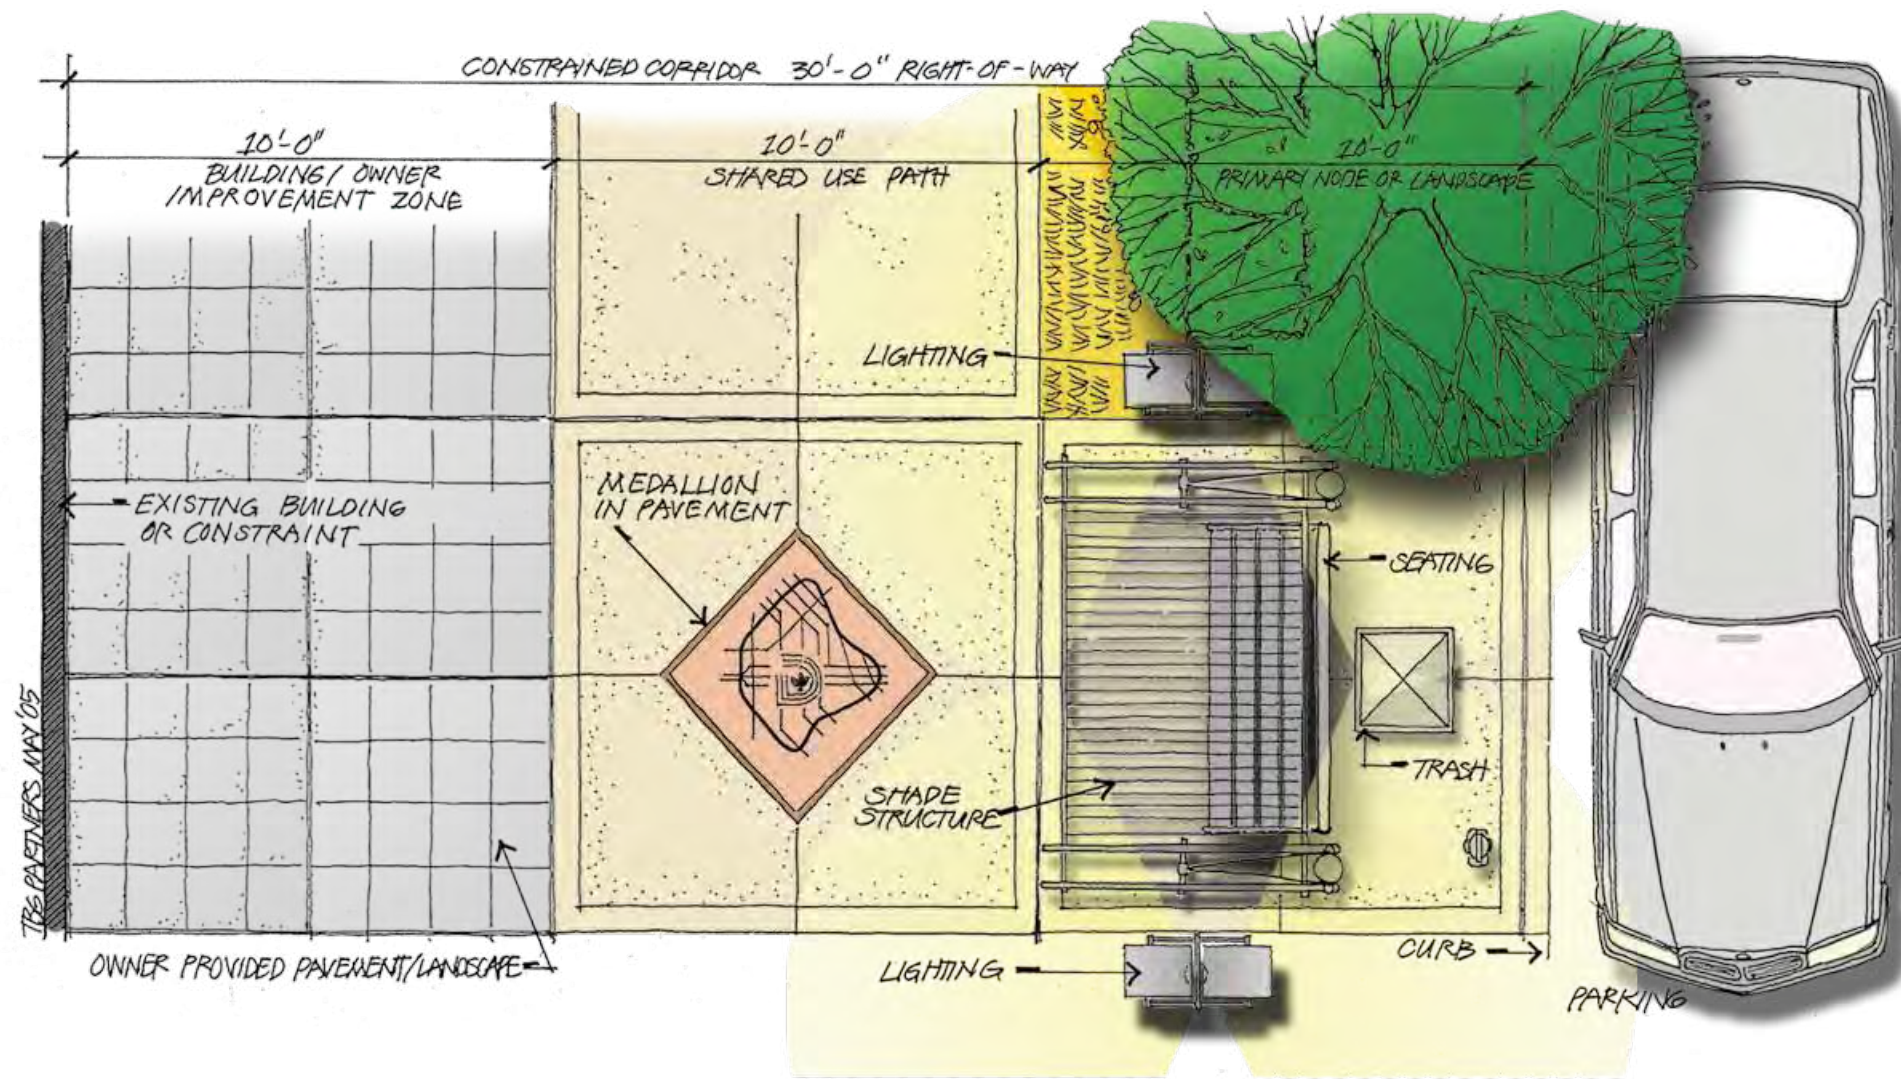 CONSTRAINED CORRIDOR 30'-0" RIGHT-OF-WAY
10'-0"
BUILDING/OWNER
IMPROVEMENT ZONE
10'-0"
SHARED USE PATH
10'-0"
PRIMARY NODE OR LANDSCAPE
LIGHTING
MEDALLION
IN PAVEMENT
EXISTING BUILDING
OR CONSTRAINT
SEATING
TRASH
SHADE
STRUCTURE
TBG PARTNERS MAY '05
OWNER PROVIDED PAVEMENT/LANDSCAPE
LIGHTING
CURB
PARKING